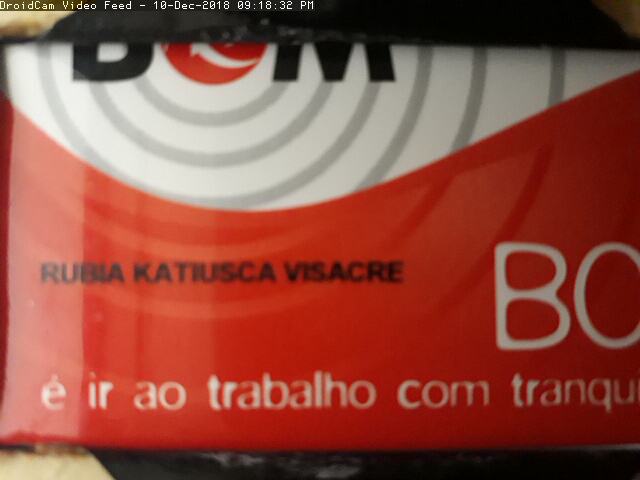 DroidCam Video Feed - 10-Dec-2018 09:18:32 PM
BOM
RUBIA KATIUSCA VISACRE
BO
é ir ao trabalho com tranqu